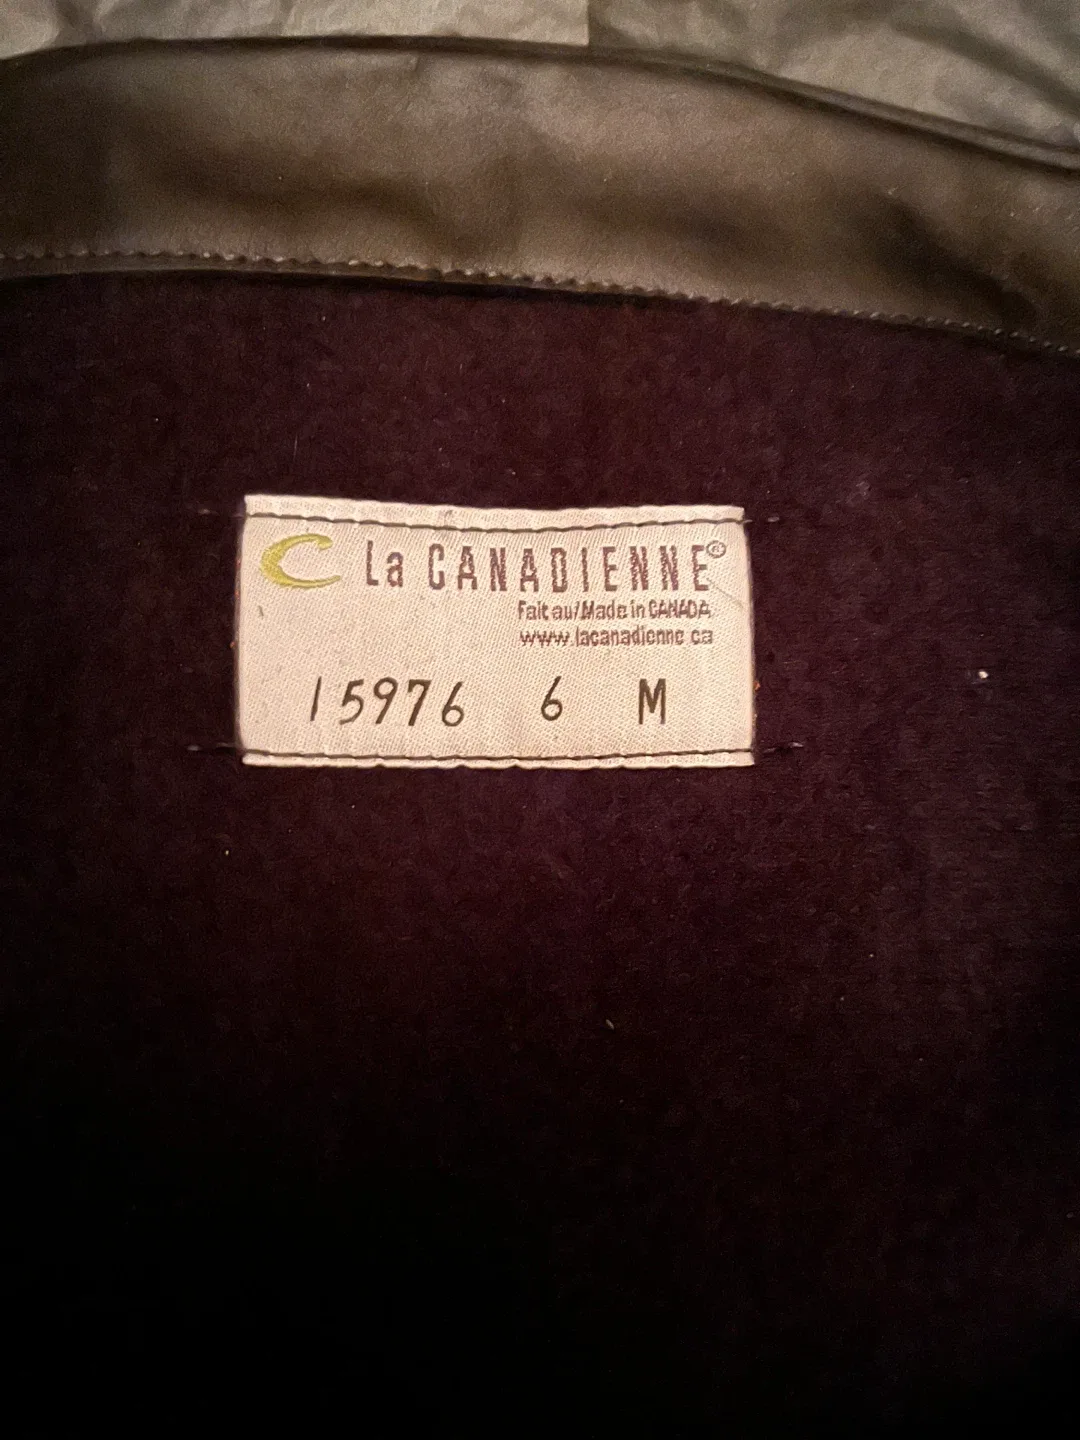 C La CANADIENNE®
Fait au/Made in CANADA
www.lacanadienne.ca
15976 6 M